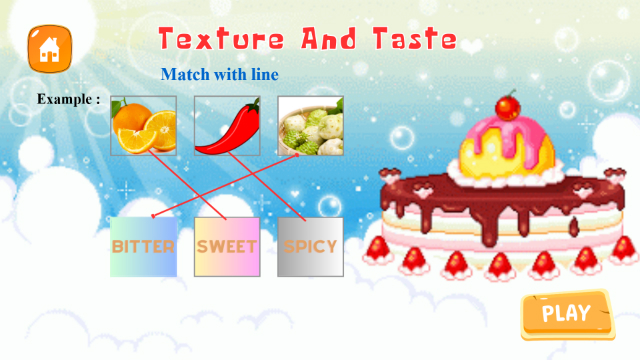 Texture And Taste
Match with line
Example :
BITTER
SWEET
SPICY
PLAY